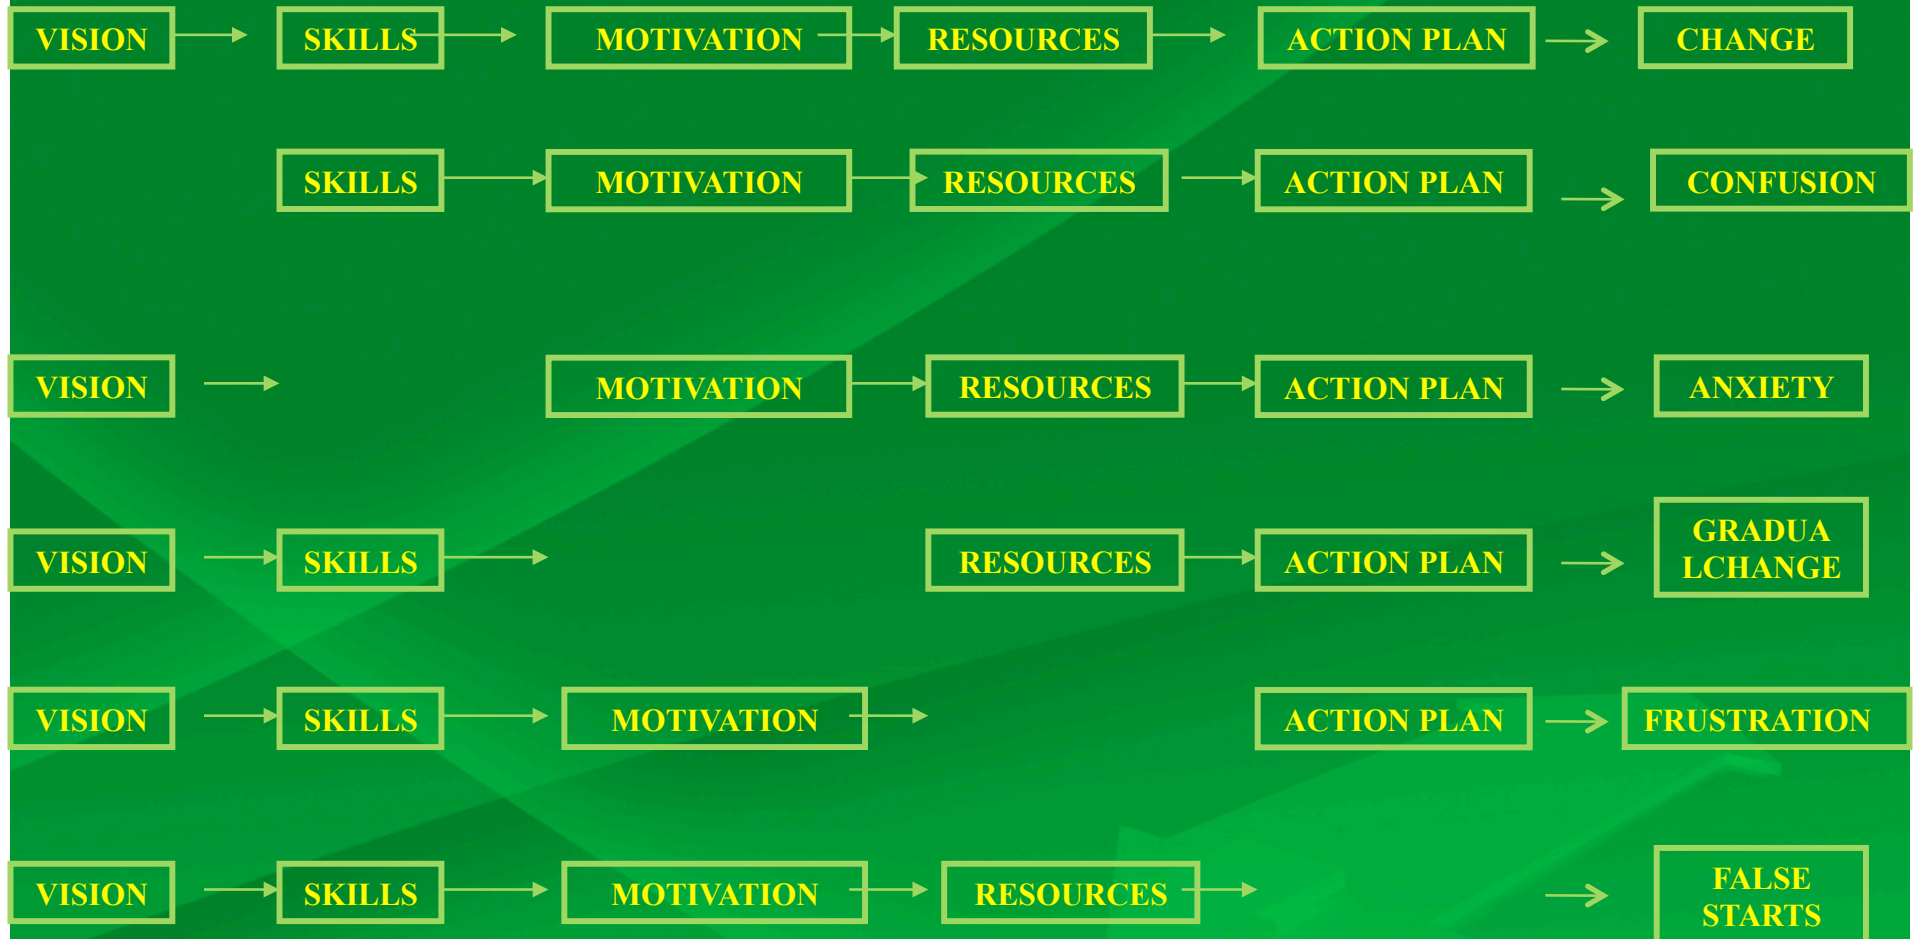 VISION SKILLS MOTIVATION RESOURCES ACTION PLAN CHANGE
SKILLS MOTIVATION RESOURCES ACTION PLAN CONFUSION
VISION MOTIVATION RESOURCES ACTION PLAN ANXIETY
VISION SKILLS RESOURCES ACTION PLAN GRADUA
LCHANGE
VISION SKILLS MOTIVATION ACTION PLAN FRUSTRATION
VISION SKILLS MOTIVATION RESOURCES FALSE
STARTS